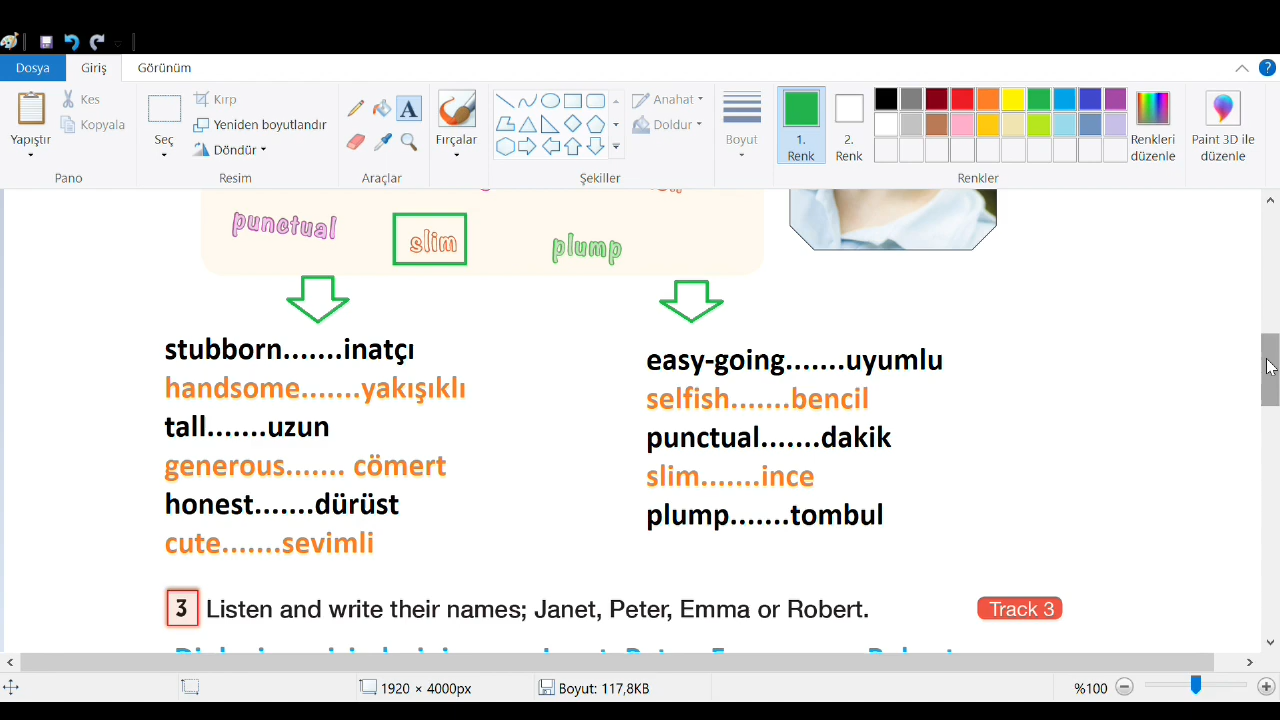 Dosya Giriş Görünüm
Yapıştır
Kes
Kopyala
Pano
Seç
Kırp
Yeniden boyutlandır
Döndür
Resim
Araçlar
Fırçalar
Şekiller
Anahat
Doldur
Boyut
1.
Renk
2.
Renk
Renkleri
düzenle
Renkler
Paint 3D ile
düzenle
punctual
slim
plump
stubborn.......inatçı
handsome.......yakışıklı
tall.......uzun
generous....... cömert
honest.......dürüst
cute.......sevimli
easy-going.......uyumlu
selfish.......bencil
punctual.......dakik
slim.......ince
plump.......tombul
3 Listen and write their names; Janet, Peter, Emma or Robert.
Track 3
1920 × 4000px
Boyut: 117,8KB
%100